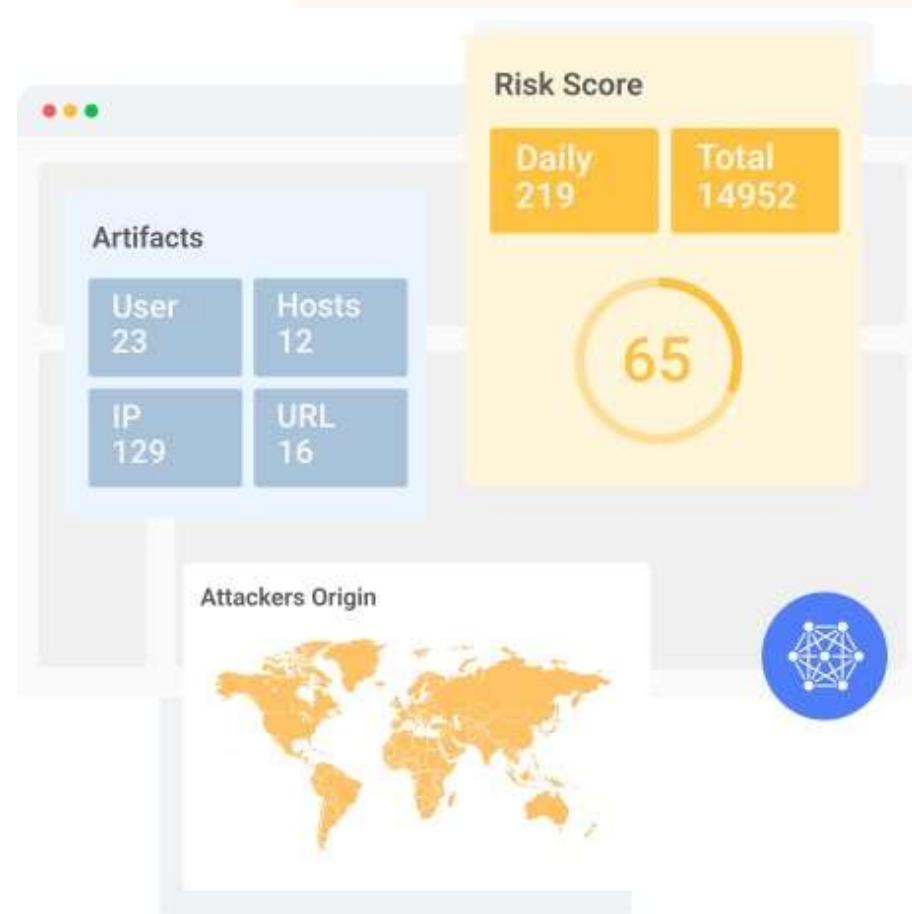 Risk Score
Daily
219
Total
14952
65
Artifacts
User
23
Hosts
12
IP
129
URL
16
Attackers Origin